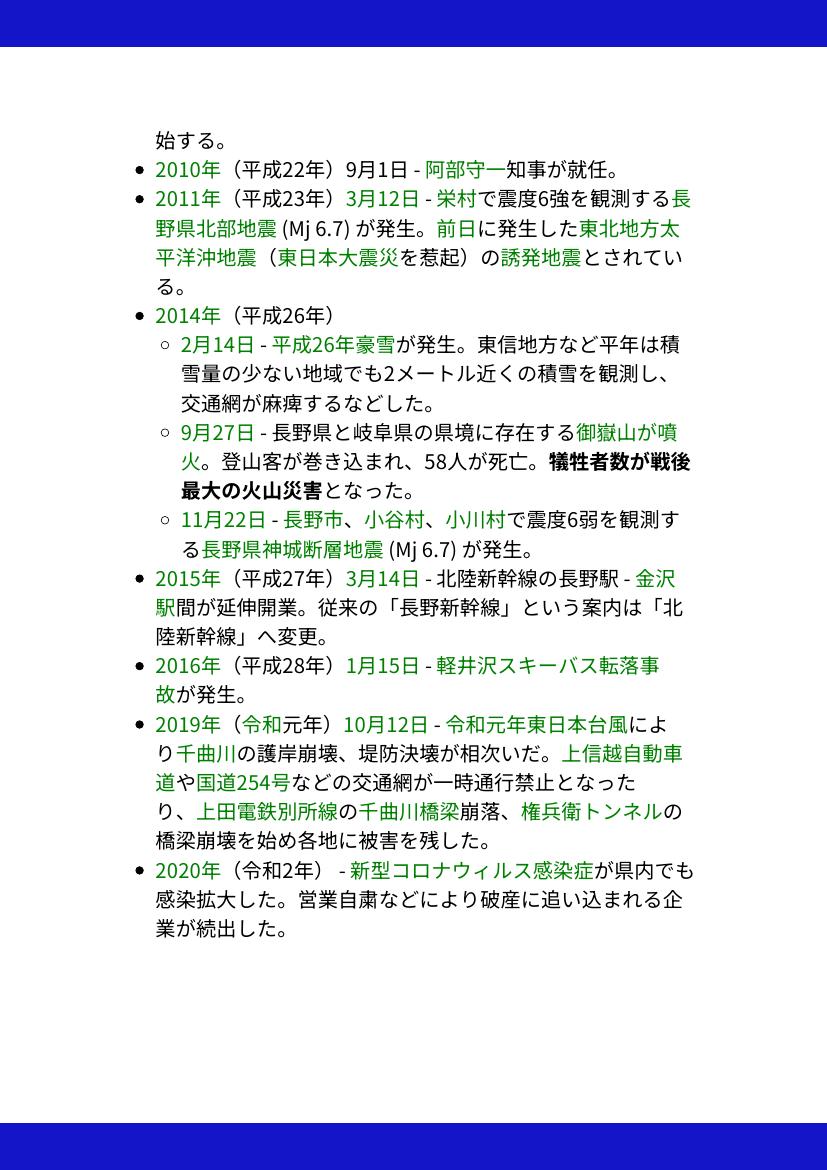 始する。
2010年（平成22年）9月1日 - 阿部守一知事が就任。
2011年（平成23年）3月12日 - 栄村で震度6強を観測する長
野県北部地震 (Mj 6.7) が発生。前日に発生した東北地方太
平洋沖地震（東日本大震災を惹起）の誘発地震とされてい
る。
2014年（平成26年）
2月14日 - 平成26年豪雪が発生。東信地方など平年は積
雪量の少ない地域でも2メートル近くの積雪を観測し、
交通網が麻痺するなどした。
9月27日 - 長野県と岐阜県の県境に存在する御嶽山が噴
火。登山客が巻き込まれ、58人が死亡。犠牲者数が戦後
最大の火山災害となった。
11月22日 - 長野市、小谷村、小川村で震度6弱を観測す
る長野県神城断層地震 (Mj 6.7) が発生。
2015年（平成27年）3月14日 - 北陸新幹線の長野駅 - 金沢
駅間が延伸開業。従来の「長野新幹線」という案内は「北
陸新幹線」へ変更。
2016年（平成28年）1月15日 - 軽井沢スキーバス転落事
故が発生。
2019年（令和元年）10月12日 - 令和元年東日本台風によ
り千曲川の護岸崩壊、堤防決壊が相次いだ。上信越自動車
道や国道254号などの交通網が一時通行禁止となった
り、上田電鉄別所線の千曲川橋梁崩落、権兵衛トンネルの
橋梁崩壊を始め各地に被害を残した。
2020年（令和2年） - 新型コロナウィルス感染症が県内でも
感染拡大した。営業自粛などにより破産に追い込まれる企
業が続出した。